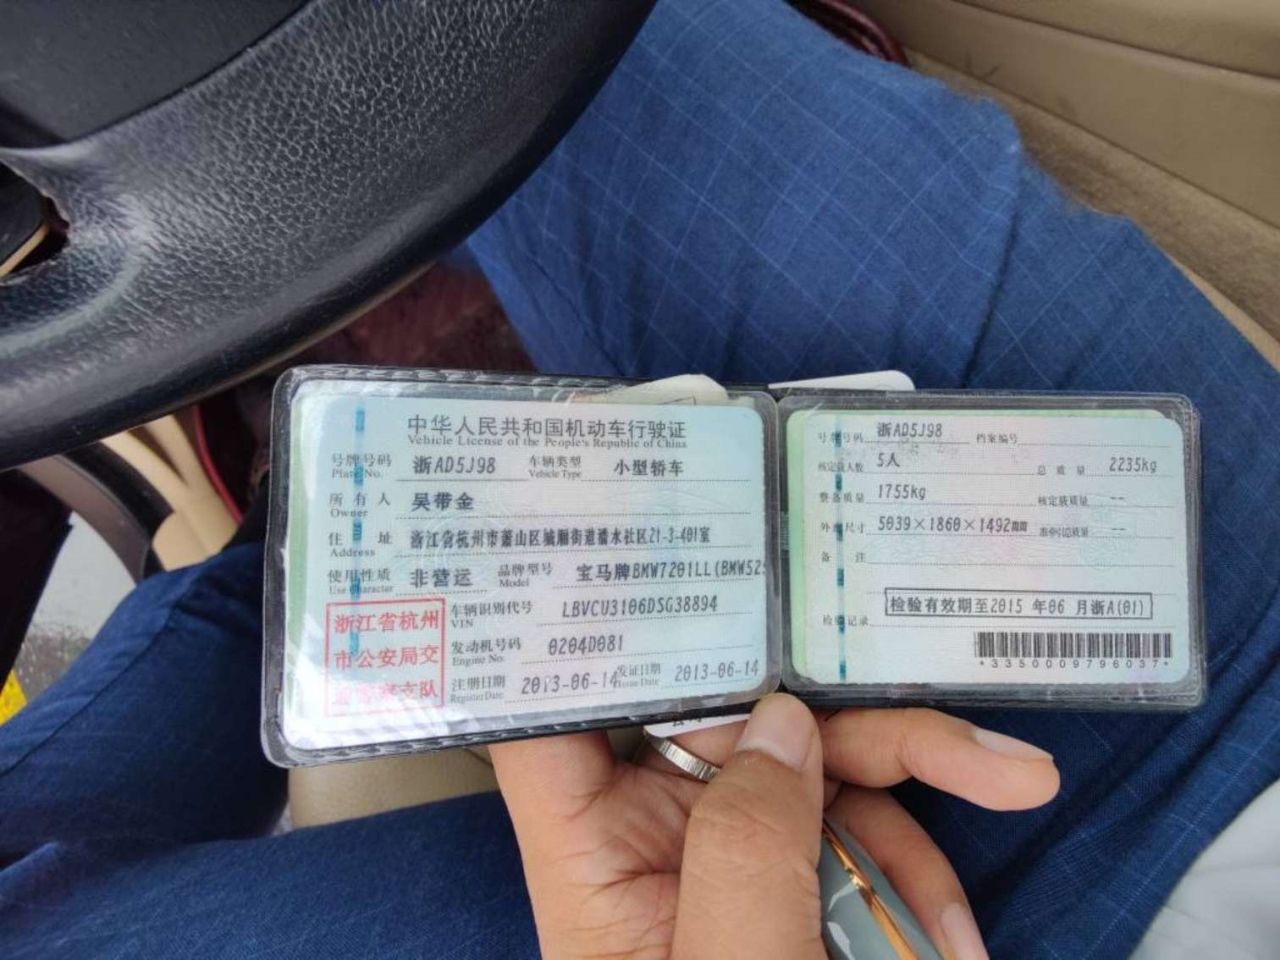 中华人民共和国机动车行驶证
Vehicle License of the People's Republic of China
号牌号码 浙AD5J98 车辆类型 小型轿车
Plate No. Vehicle Type
所有人 吴带金
Owner
住址 浙江省杭州市萧山区城厢街道潘水社区21-3-401室
Address
使用性质 非营运 品牌型号 宝马牌BMW7201LL(BMW52
Use Character Model
浙江省杭州
市公安局交
支队
车辆识别代号 LBVCU3106DSG38894
VIN
发动机号码 0204D081
Engine No.
注册日期 2013-06-14 发证日期 2013-06-14
Register Date Issue Date
号牌号码 浙AD5J98 档案编号
核定载人数 5人 总质量 2235kg
整备质量 1755kg 核定载质量 --
外廓尺寸 5039×1860×1492mm --
备注
检验有效期至2015 年06 月浙A(01)
检验记录
*3350009796037*